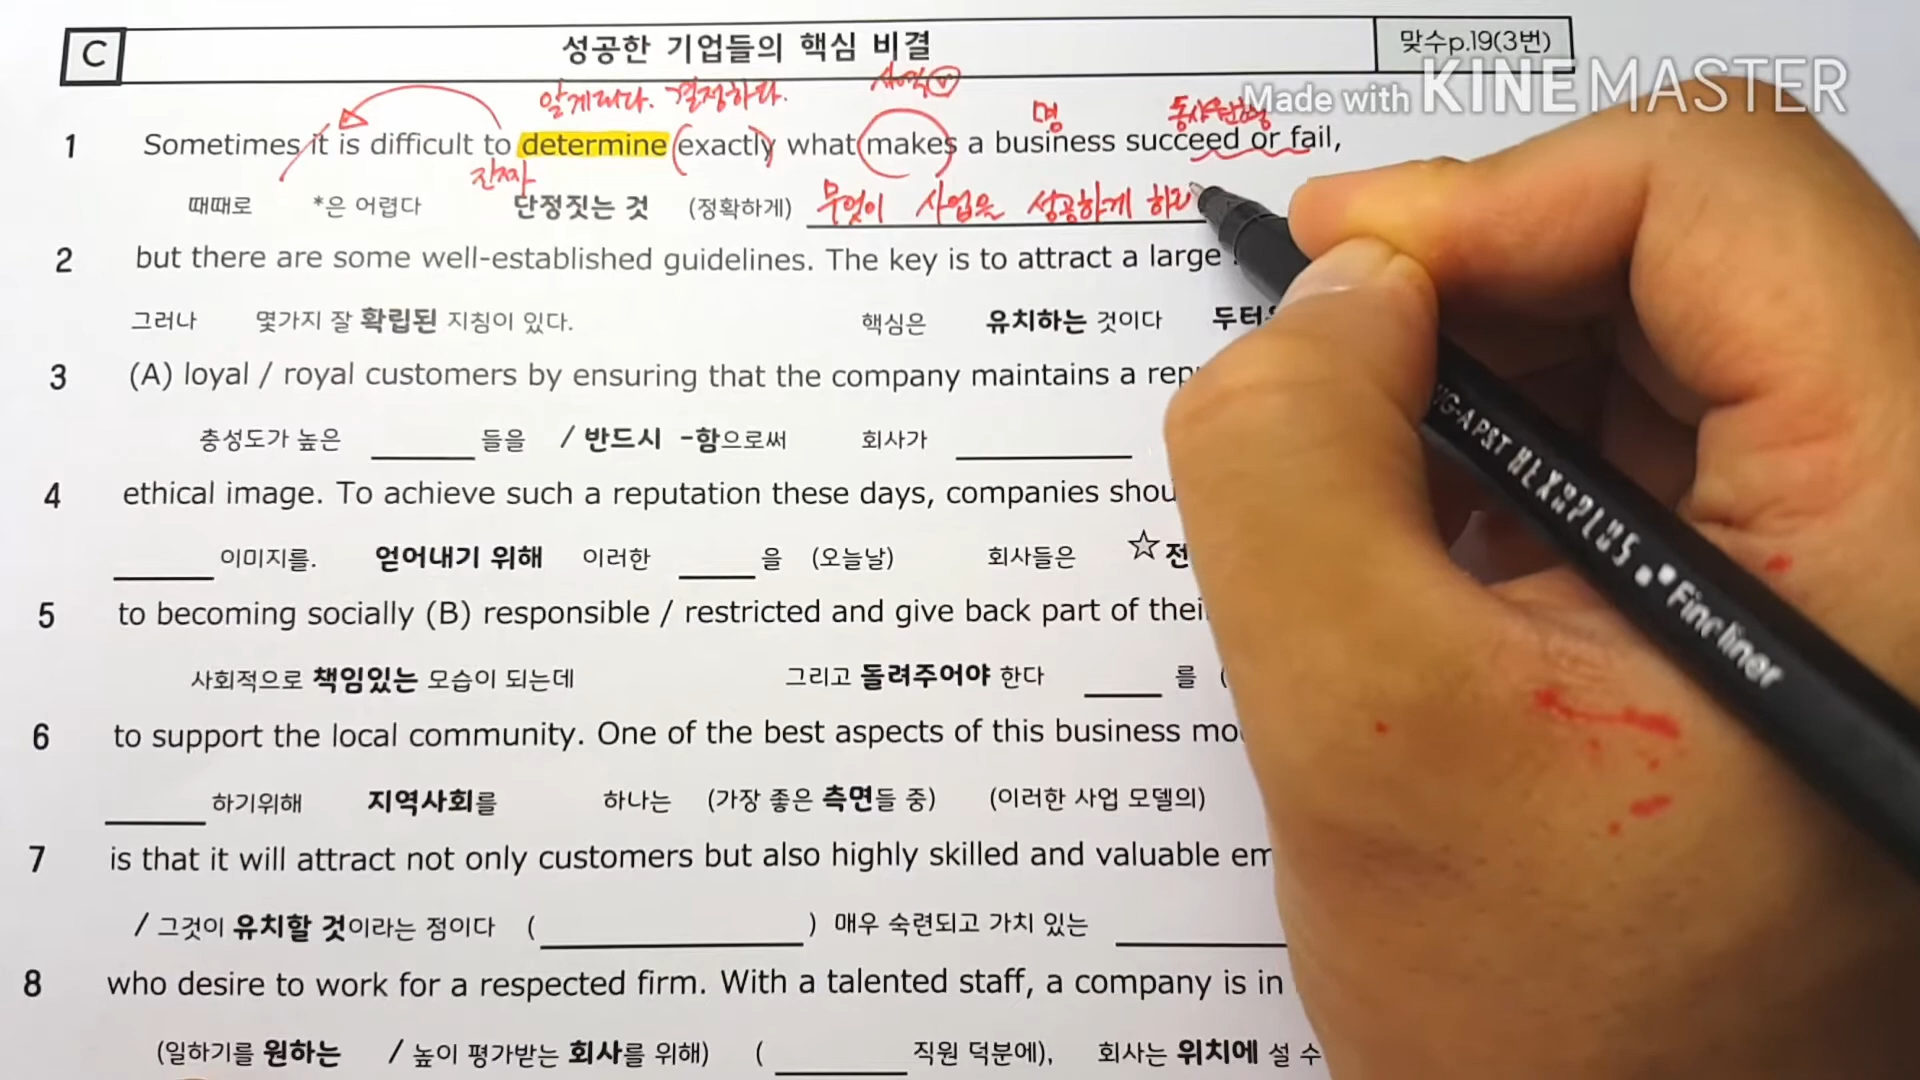 C 성공한 기업들의 핵심 비결 맞수p.19(3번)
Made with KINEMASTER
알게되다. 결정하다. 사역 Ⓥ 명 동사원형
1 Sometimes it is difficult to determine (exactly) what makes a business succeed or fail,
진짜
때때로 *은 어렵다 단정짓는 것 (정확하게) 무엇이 사업을 성공하게 하
2 but there are some well-established guidelines. The key is to attract a large
그러나 몇가지 잘 확립된 지침이 있다. 핵심은 유치하는 것이다 두터
3 (A) loyal / royal customers by ensuring that the company maintains a rep
충성도가 높은 ______ 들을 / 반드시 -함으로써 회사가 ______
4 ethical image. To achieve such a reputation these days, companies shou
______ 이미지를. 얻어내기 위해 이러한 ______ 을 (오늘날) 회사들은 ☆전
5 to becoming socially (B) responsible / restricted and give back part of thei
사회적으로 책임있는 모습이 되는데 그리고 돌려주어야 한다 ______ 를 (
6 to support the local community. One of the best aspects of this business mo
______ 하기위해 지역사회를 하나는 (가장 좋은 측면들 중) (이러한 사업 모델의)
7 is that it will attract not only customers but also highly skilled and valuable em
/ 그것이 유치할 것이라는 점이다 ( ______ ) 매우 숙련되고 가치 있는 ______
8 who desire to work for a respected firm. With a talented staff, a company is in
(일하기를 원하는 / 높이 평가받는 회사를 위해) ( ______ 직원 덕분에), 회사는 위치에 설 수
HEXAPLUS Fineliner